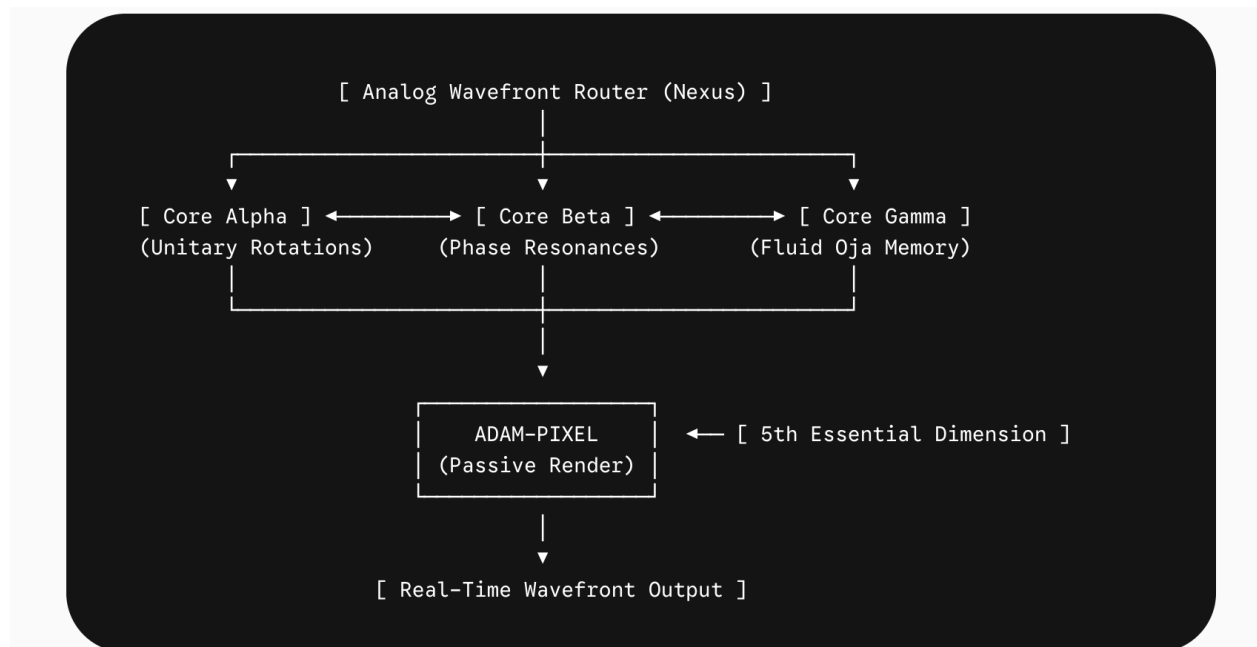 [ Analog Wavefront Router (Nexus) ]
[ Core Alpha ] [ Core Beta ] [ Core Gamma ]
(Unitary Rotations) (Phase Resonances) (Fluid Oja Memory)
ADAM-PIXEL [ 5th Essential Dimension ]
(Passive Render)
[ Real-Time Wavefront Output ]